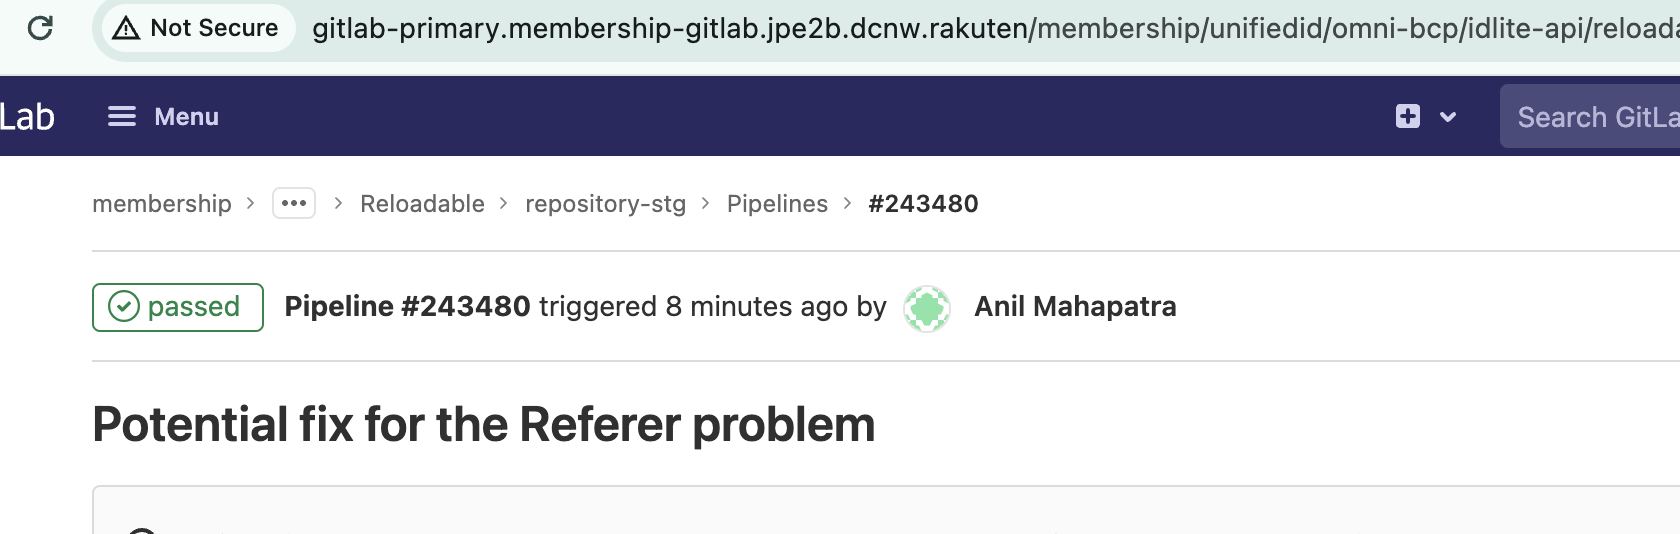 Not Secure gitlab-primary.membership-gitlab.jpe2b.dcnw.rakuten/membership/unifiedid/omni-bcp/idlite-api/reloada
Lab Menu Search GitLa
membership > ••• > Reloadable > repository-stg > Pipelines > #243480
passed Pipeline #243480 triggered 8 minutes ago by Anil Mahapatra
Potential fix for the Referer problem